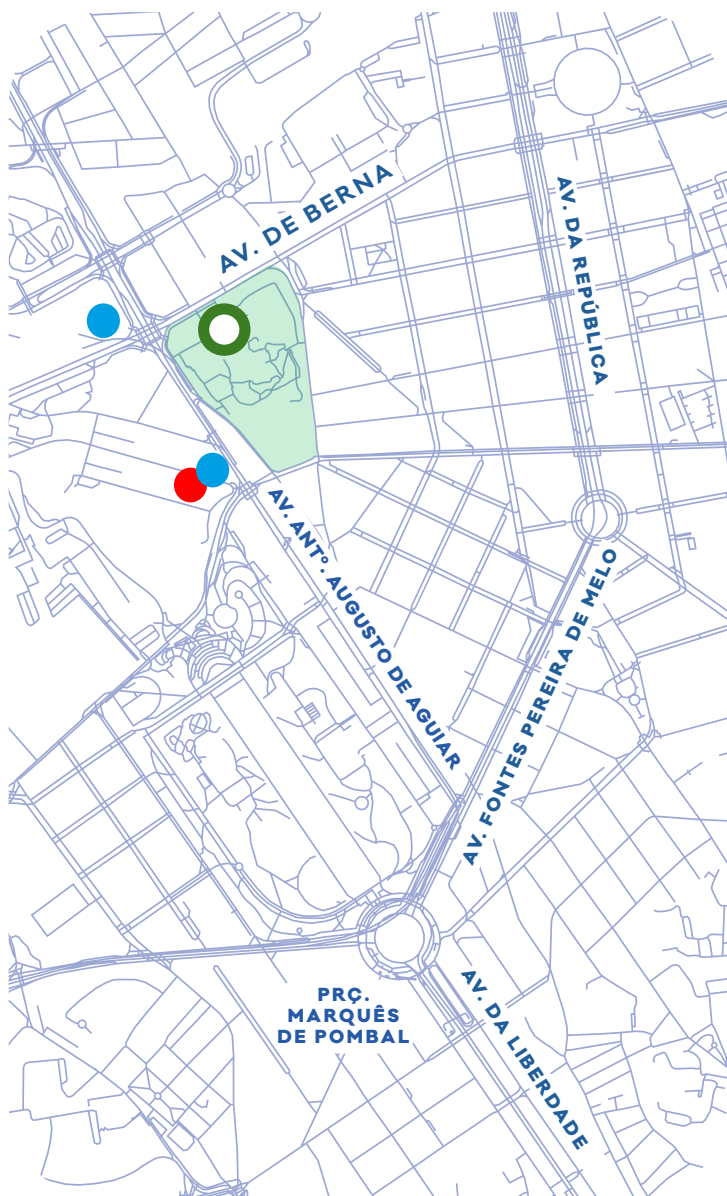 AV. DE BERNA
AV. DA REPÚBLICA
AV. ANTº. AUGUSTO DE AGUIAR
AV. FONTES PEREIRA DE MELO
PRÇ.
MARQUÊS
DE POMBAL
AV. DA LIBERDADE